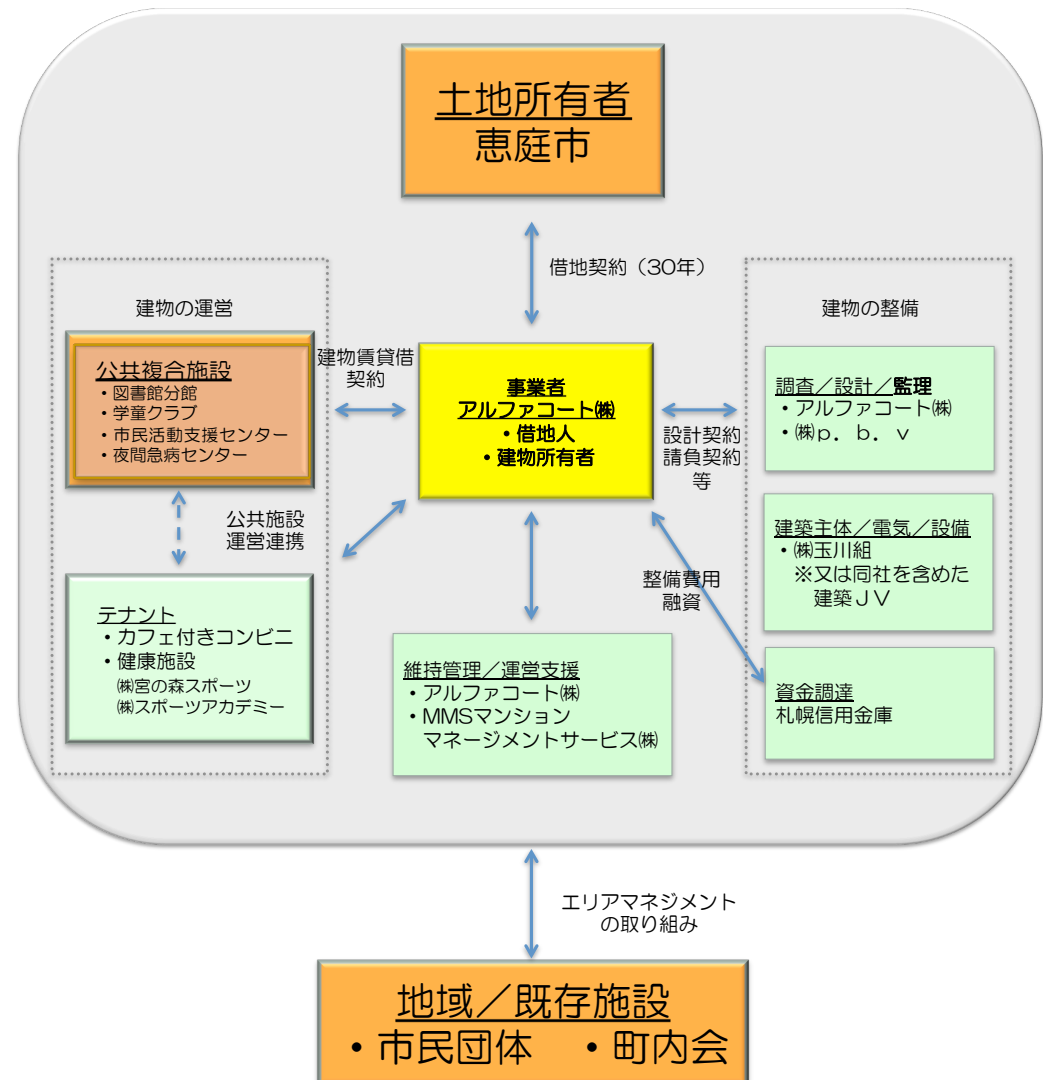 土地所有者
恵庭市
借地契約（30年）
建物の運営
公共複合施設
・図書館分館
・学童クラブ
・市民活動支援センター
・夜間急病センター
建物賃貸借
契約
事業者
アルファコート㈱
・借地人
・建物所有者
設計契約
請負契約
等
建物の整備
調査／設計／監理
・アルファコート㈱
・㈱ｐ．ｂ．ｖ
公共施設
運営連携
建築主体／電気／設備
・㈱玉川組
※又は同社を含めた
建築ＪＶ
整備費用
融資
テナント
・カフェ付きコンビニ
・健康施設
㈱宮の森スポーツ
㈱スポーツアカデミー
維持管理／運営支援
・アルファコート㈱
・MMSマンション
マネージメントサービス㈱
資金調達
札幌信用金庫
エリアマネジメント
の取り組み
地域／既存施設
・市民団体　・町内会